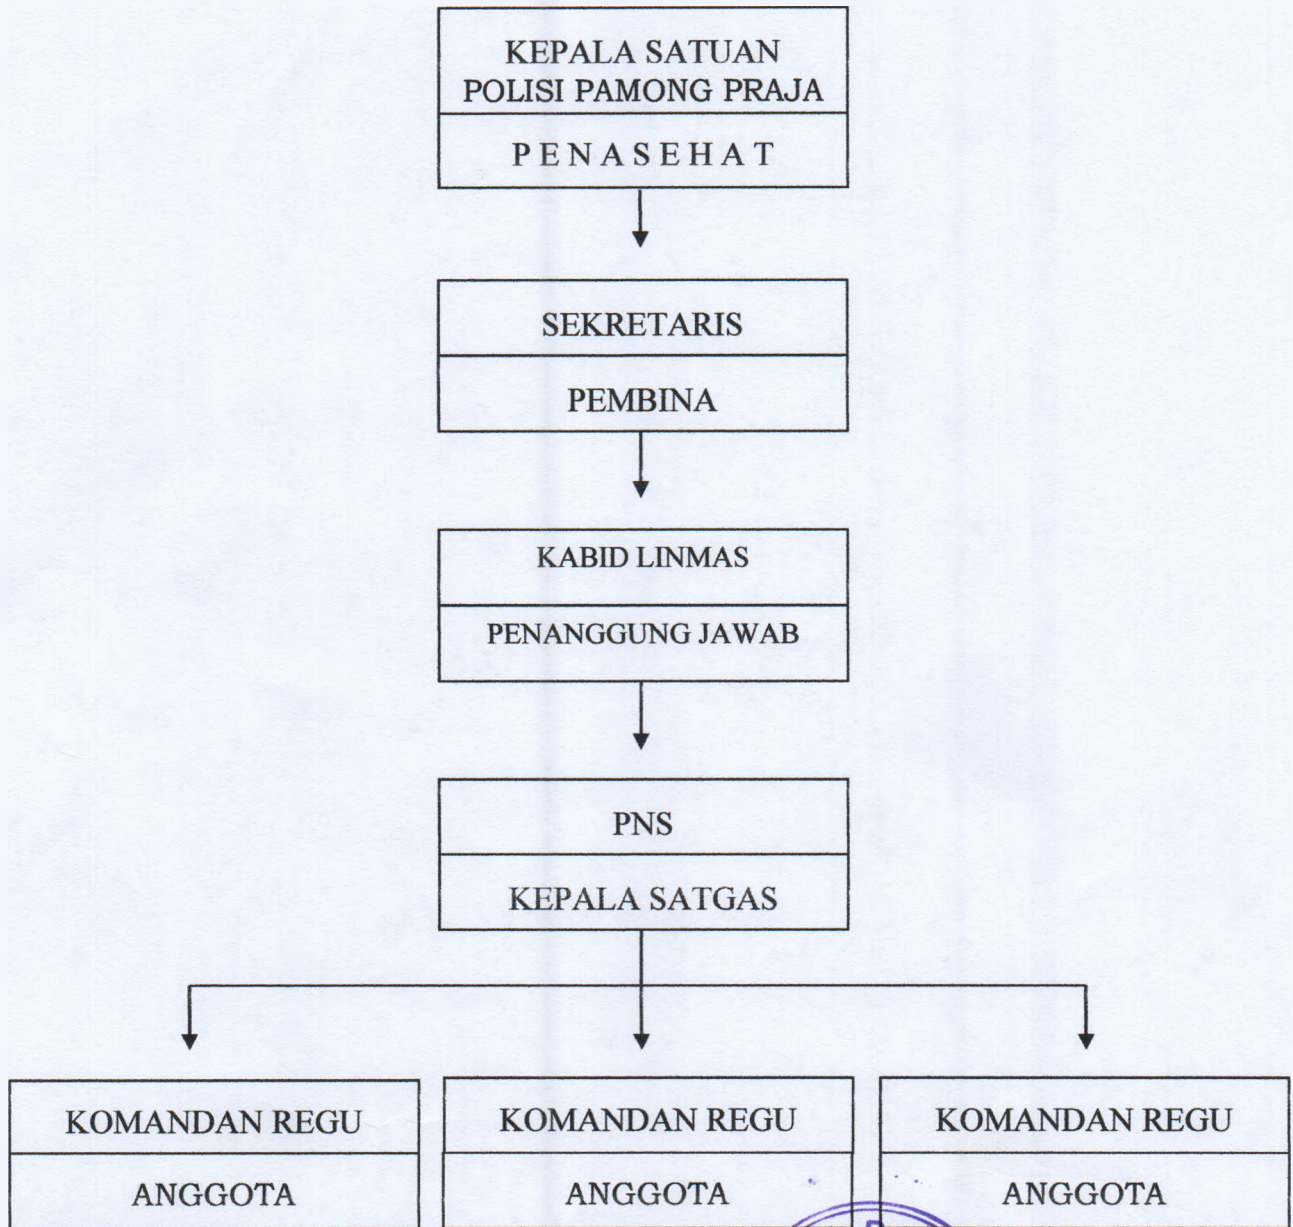 KEPALA SATUAN
POLISI PAMONG PRAJA
P E N A S E H A T
SEKRETARIS
PEMBINA
KABID LINMAS
PENANGGUNG JAWAB
PNS
KEPALA SATGAS
KOMANDAN REGU
ANGGOTA
KOMANDAN REGU
ANGGOTA
KOMANDAN REGU
ANGGOTA